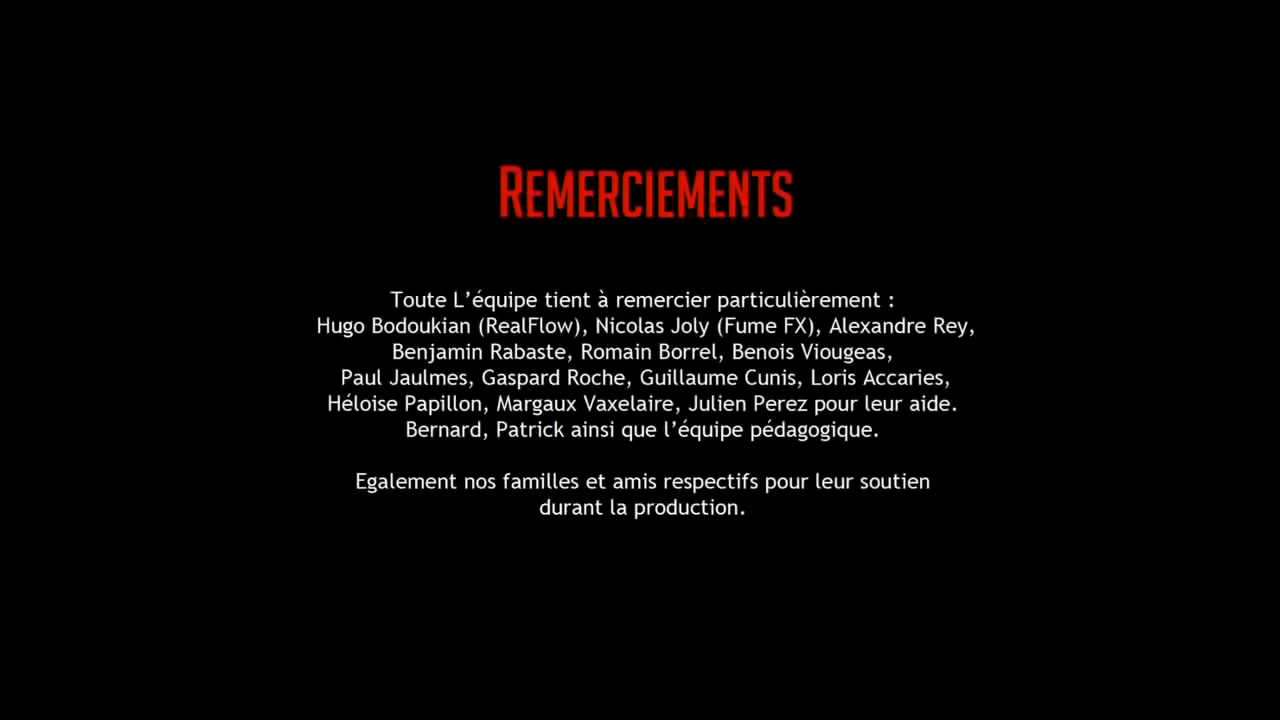 Remerciements
Toute L’équipe tient à remercier particulièrement :
Hugo Bodoukian (RealFlow), Nicolas Joly (Fume FX), Alexandre Rey,
Benjamin Rabaste, Romain Borrel, Benois Viougeas,
Paul Jaulmes, Gaspard Roche, Guillaume Cunis, Loris Accaries,
Héloise Papillon, Margaux Vaxelaire, Julien Perez pour leur aide.
Bernard, Patrick ainsi que l’équipe pédagogique.
Egalement nos familles et amis respectifs pour leur soutien
durant la production.